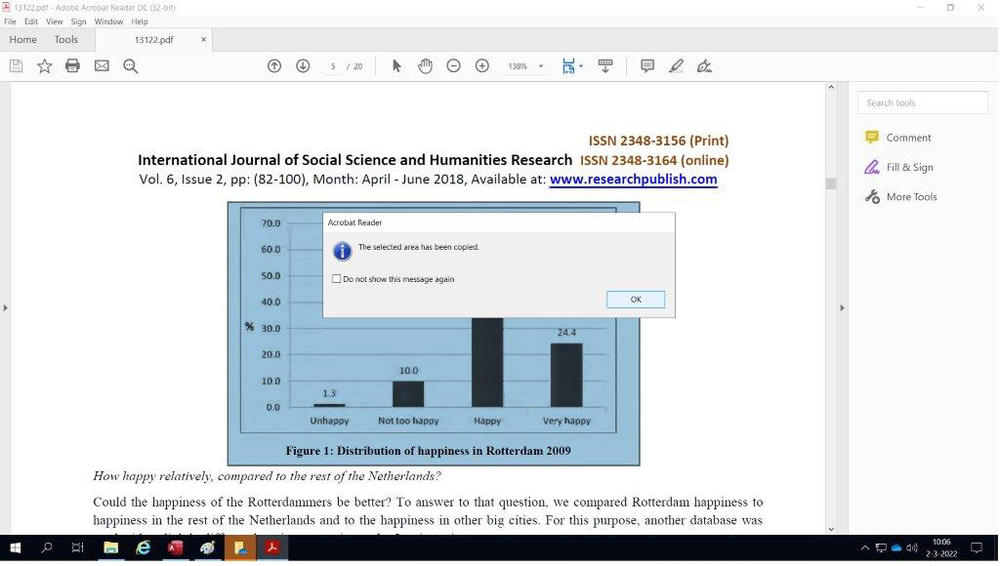 13122.pdf - Adobe Acrobat Reader DC (32-bit)
File Edit View Sign Window Help
Home Tools 13122.pdf ×
5 / 20 138%
Search tools
Comment
Fill & Sign
More Tools
ISSN 2348-3156 (Print)
International Journal of Social Science and Humanities Research ISSN 2348-3164 (online)
Vol. 6, Issue 2, pp: (82-100), Month: April - June 2018, Available at: www.researchpublish.com
Acrobat Reader
The selected area has been copied.
Do not show this message again
OK
70.0
60.0
50.0
40.0
% 30.0
20.0
10.0
0.0
1.3
10.0
24.4
Unhappy Not too happy Happy Very happy
Figure 1: Distribution of happiness in Rotterdam 2009
How happy relatively, compared to the rest of the Netherlands?
Could the happiness of the Rotterdammers be better? To answer to that question, we compared Rotterdam happiness to
happiness in the rest of the Netherlands and to the happiness in other big cities. For this purpose, another database was
10:06
2-3-2022